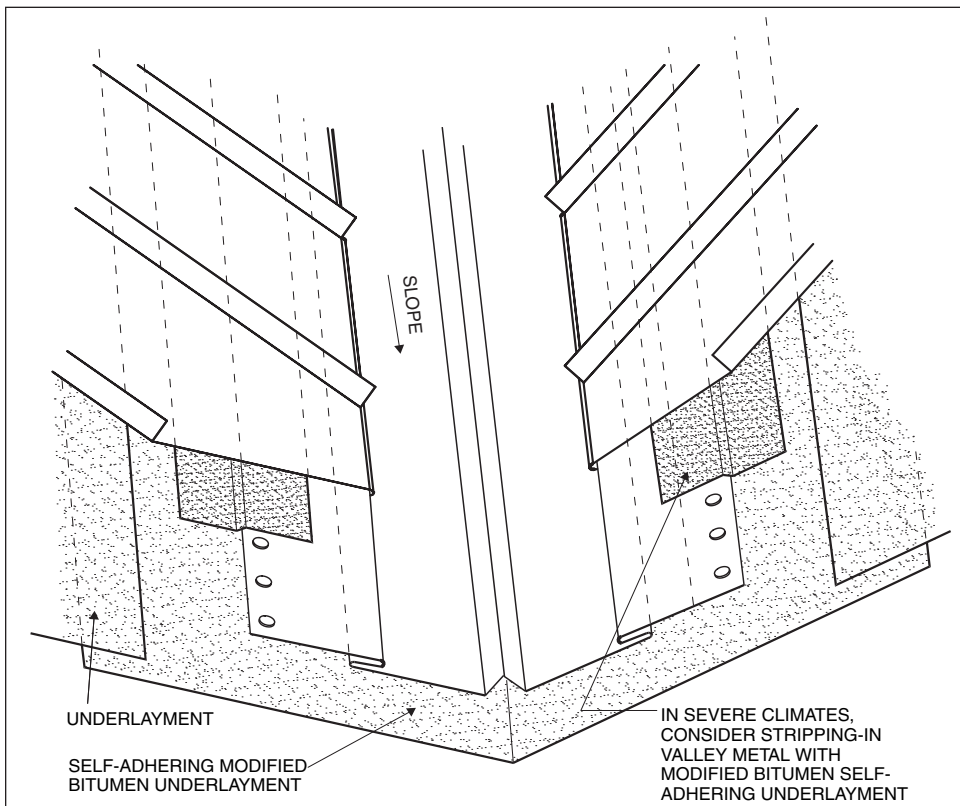 SLOPE
UNDERLAYMENT
SELF-ADHERING MODIFIED
BITUMEN UNDERLAYMENT
IN SEVERE CLIMATES,
CONSIDER STRIPPING-IN
VALLEY METAL WITH
MODIFIED BITUMEN SELF-
ADHERING UNDERLAYMENT